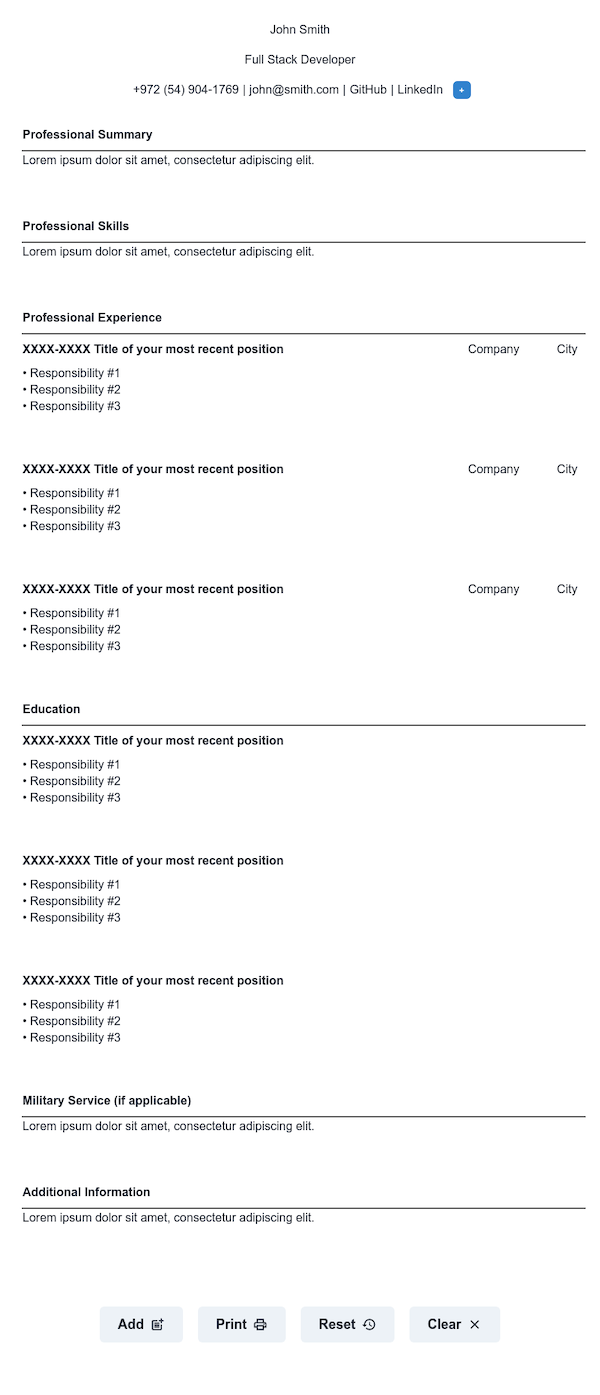 John Smith
Full Stack Developer
+972 (54) 904-1769 | john@smith.com | GitHub | LinkedIn +
Professional Summary
Lorem ipsum dolor sit amet, consectetur adipiscing elit.
Professional Skills
Lorem ipsum dolor sit amet, consectetur adipiscing elit.
Professional Experience
XXXX-XXXX Title of your most recent position Company City
• Responsibility #1
• Responsibility #2
• Responsibility #3
XXXX-XXXX Title of your most recent position Company City
• Responsibility #1
• Responsibility #2
• Responsibility #3
XXXX-XXXX Title of your most recent position Company City
• Responsibility #1
• Responsibility #2
• Responsibility #3
Education
XXXX-XXXX Title of your most recent position
• Responsibility #1
• Responsibility #2
• Responsibility #3
XXXX-XXXX Title of your most recent position
• Responsibility #1
• Responsibility #2
• Responsibility #3
XXXX-XXXX Title of your most recent position
• Responsibility #1
• Responsibility #2
• Responsibility #3
Military Service (if applicable)
Lorem ipsum dolor sit amet, consectetur adipiscing elit.
Additional Information
Lorem ipsum dolor sit amet, consectetur adipiscing elit.
Add Print Reset Clear